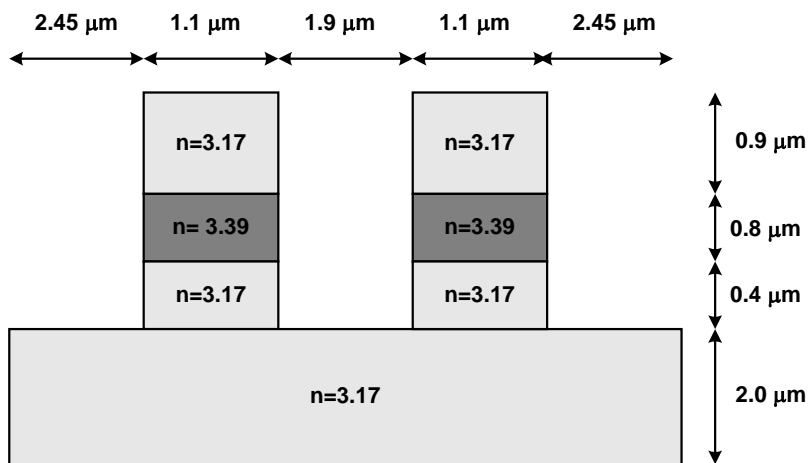 2.45 μm 1.1 μm 1.9 μm 1.1 μm 2.45 μm
n=3.17 n=3.17
0.9 μm
n= 3.39 n=3.39
0.8 μm
n=3.17 n=3.17
0.4 μm
n=3.17
2.0 μm